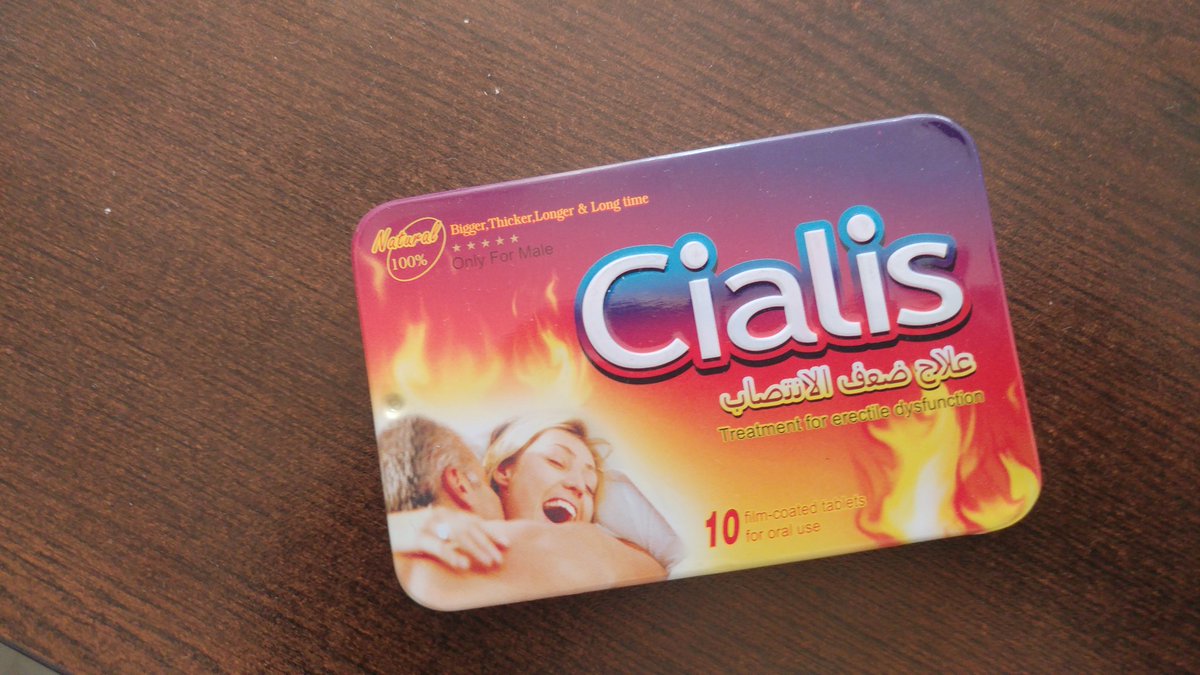 Natural
100%
Bigger,Thicker,Longer & Long time
Only For Male
Cialis
علاج ضعف الانتصاب
Treatment for erectile dysfunction
10 film-coated tablets
for oral use